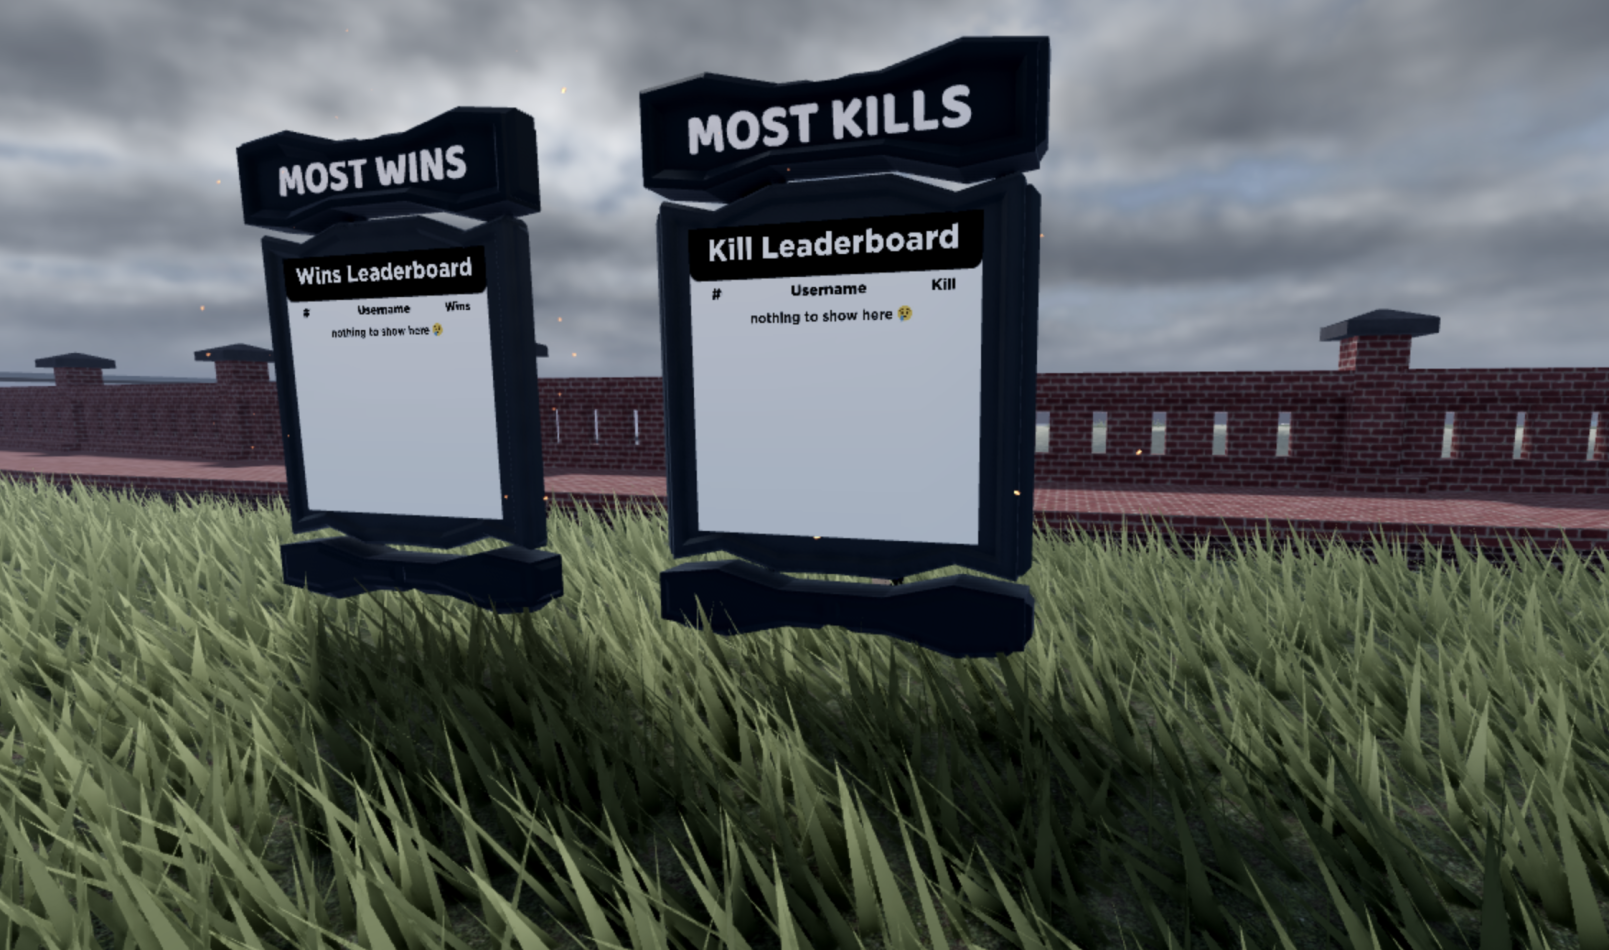 MOST WINS
Wins Leaderboard
# Username Wins
nothing to show here 😢
MOST KILLS
Kill Leaderboard
# Username Kill
nothing to show here 😢